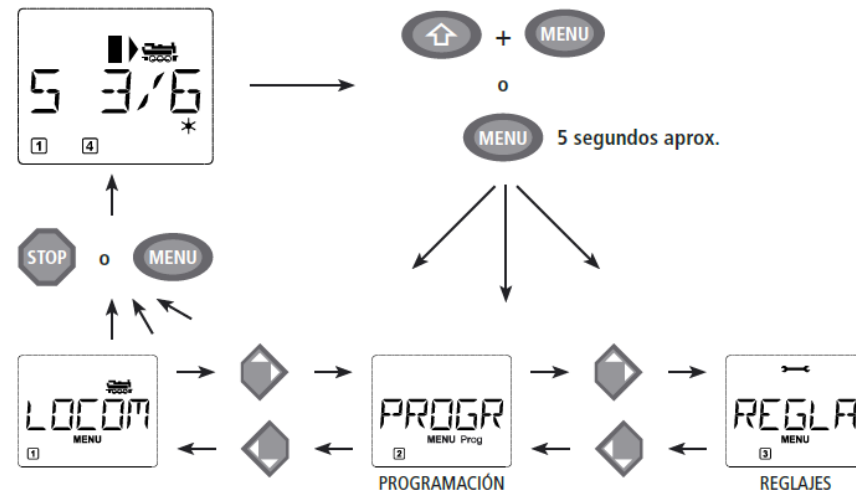 MENU
+
o
5 3/6
MENU 5 segundos aprox.
1 4
STOP o MENU
LOCOM
MENU
1
PROGR
MENU Prog
2
REGLA
MENU
3
PROGRAMACIÓN
REGLAJES